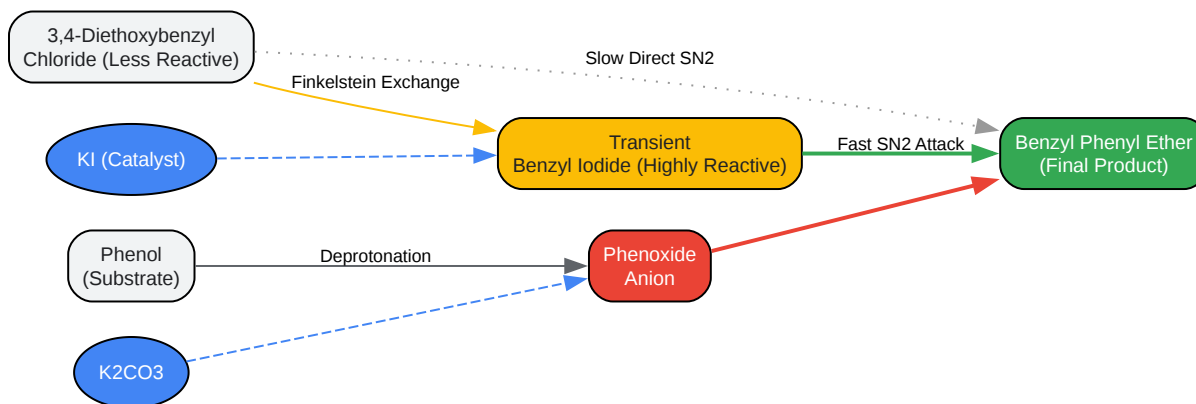 3,4-Diethoxybenzyl
Chloride (Less Reactive)
Slow Direct SN2
Finkelstein Exchange
KI (Catalyst)
Transient
Benzyl Iodide (Highly Reactive)
Fast SN2 Attack
Benzyl Phenyl Ether
(Final Product)
Phenol
(Substrate)
Deprotonation
Phenoxide
Anion
K2CO3